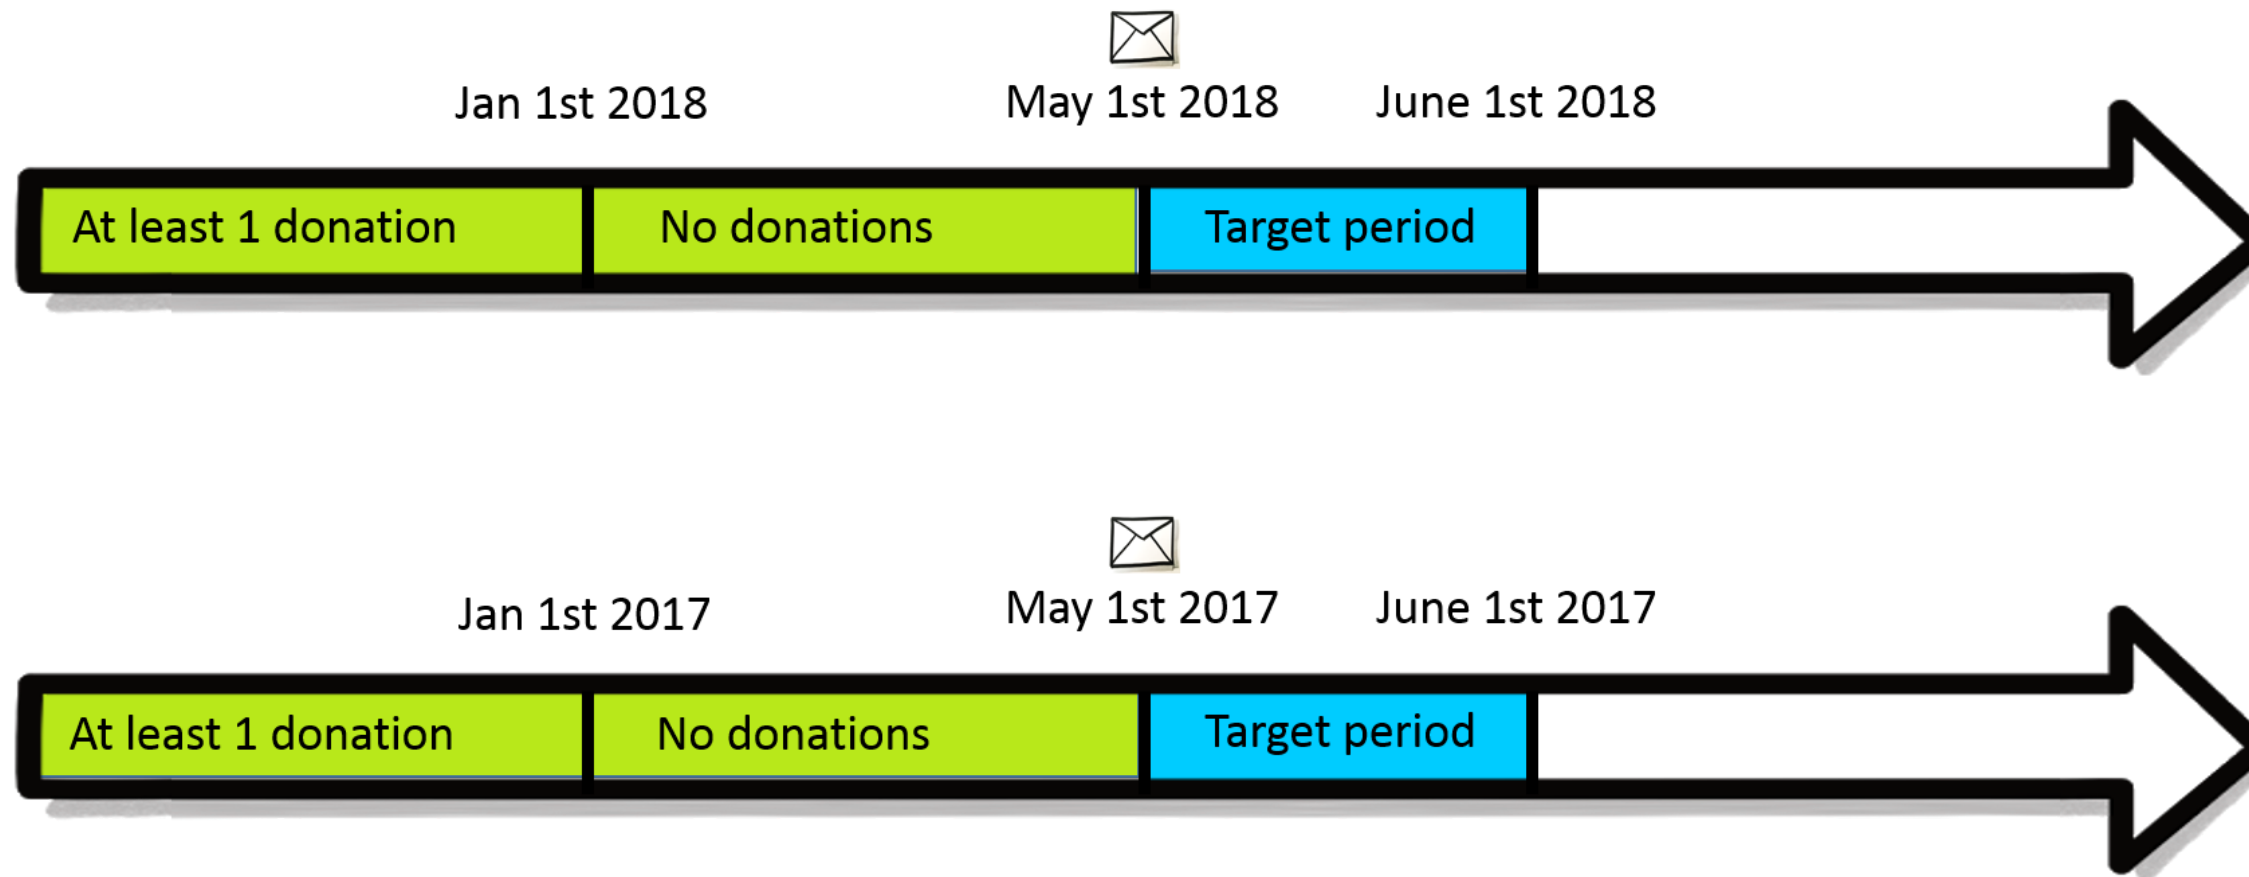 Jan 1st 2018
May 1st 2018
June 1st 2018
At least 1 donation
No donations
Target period
Jan 1st 2017
May 1st 2017
June 1st 2017
At least 1 donation
No donations
Target period